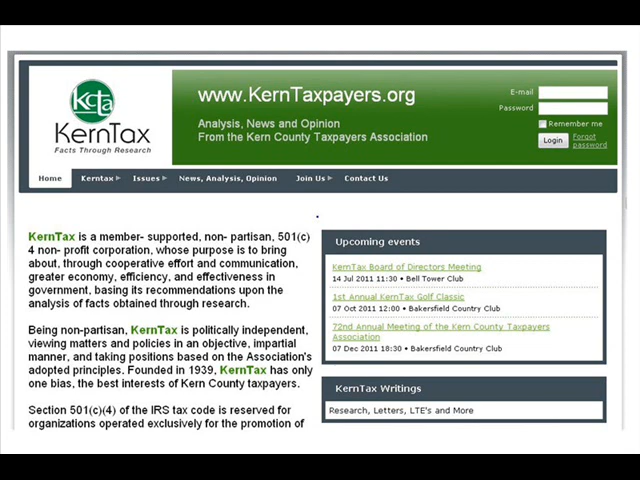 kcta
KernTax
Facts Through Research
www.KernTaxpayers.org
Analysis, News and Opinion
From the Kern County Taxpayers Association
E-mail
Password
Remember me
Login
Forgot
password
Home
Kerntax
Issues
News, Analysis, Opinion
Join Us
Contact Us
KernTax is a member- supported, non- partisan, 501(c)
4 non- profit corporation, whose purpose is to bring
about, through cooperative effort and communication,
greater economy, efficiency, and effectiveness in
government, basing its recommendations upon the
analysis of facts obtained through research.
Being non-partisan, KernTax is politically independent,
viewing matters and policies in an objective, impartial
manner, and taking positions based on the Association's
adopted principles. Founded in 1939, KernTax has only
one bias, the best interests of Kern County taxpayers.
Section 501(c)(4) of the IRS tax code is reserved for
organizations operated exclusively for the promotion of
Upcoming events
KernTax Board of Directors Meeting
14 Jul 2011 11:30 • Bell Tower Club
1st Annual KernTax Golf Classic
07 Oct 2011 12:00 • Bakersfield Country Club
72nd Annual Meeting of the Kern County Taxpayers
Association
07 Dec 2011 18:30 • Bakersfield Country Club
KernTax Writings
Research, Letters, LTE's and More